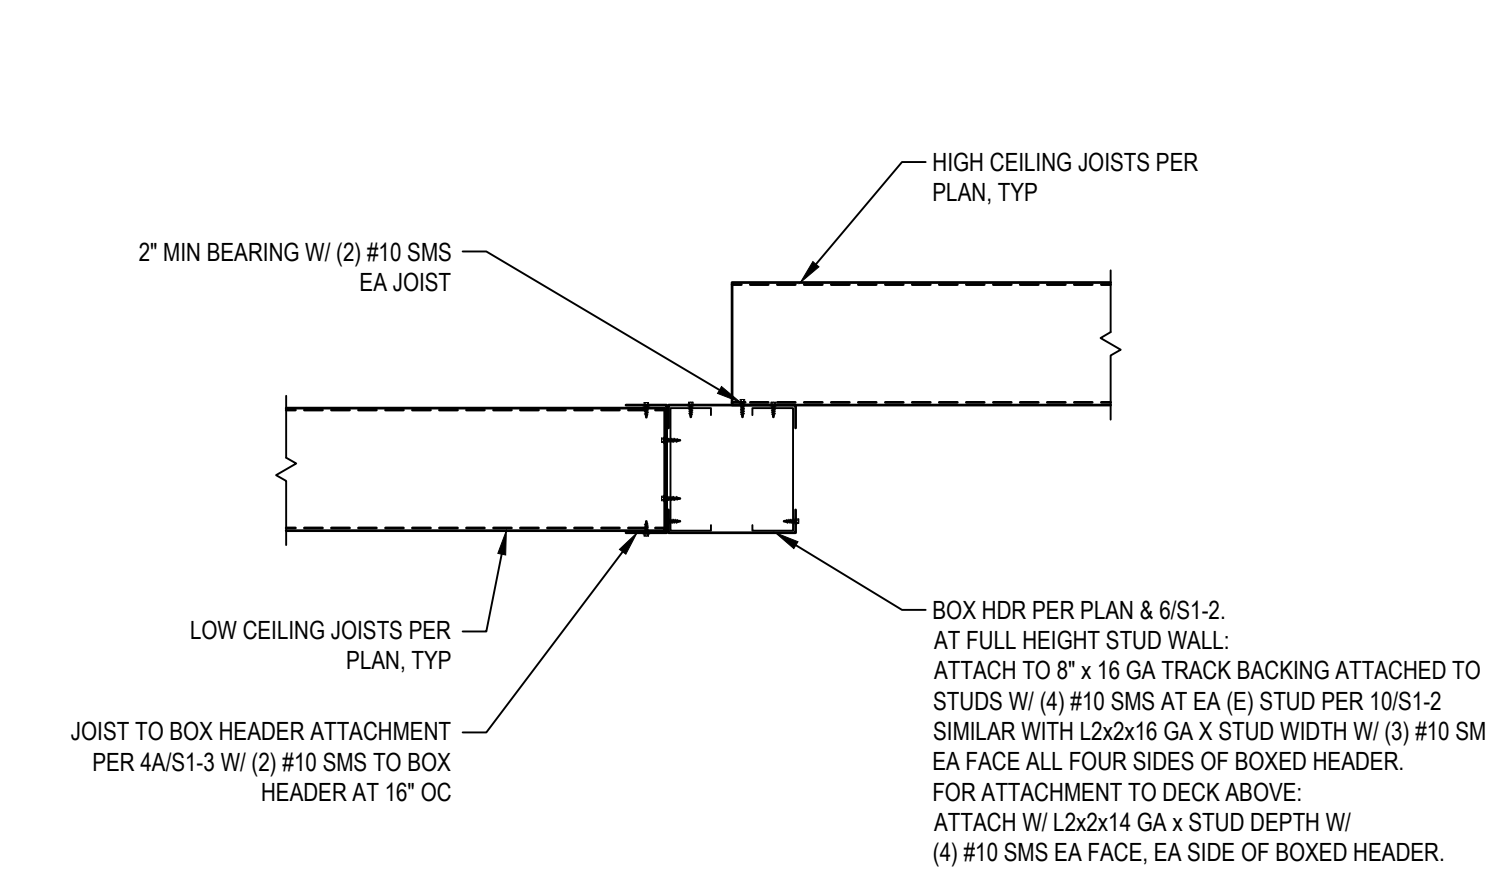 HIGH CEILING JOISTS PER
PLAN, TYP
2" MIN BEARING W/ (2) #10 SMS
EA JOIST
LOW CEILING JOISTS PER
PLAN, TYP
JOIST TO BOX HEADER ATTACHMENT
PER 4A/S1-3 W/ (2) #10 SMS TO BOX
HEADER AT 16" OC
BOX HDR PER PLAN & 6/S1-2.
AT FULL HEIGHT STUD WALL:
ATTACH TO 8" x 16 GA TRACK BACKING ATTACHED TO
STUDS W/ (4) #10 SMS AT EA (E) STUD PER 10/S1-2
SIMILAR WITH L2x2x16 GA X STUD WIDTH W/ (3) #10 SM
EA FACE ALL FOUR SIDES OF BOXED HEADER.
FOR ATTACHMENT TO DECK ABOVE:
ATTACH W/ L2x2x14 GA x STUD DEPTH W/
(4) #10 SMS EA FACE, EA SIDE OF BOXED HEADER.